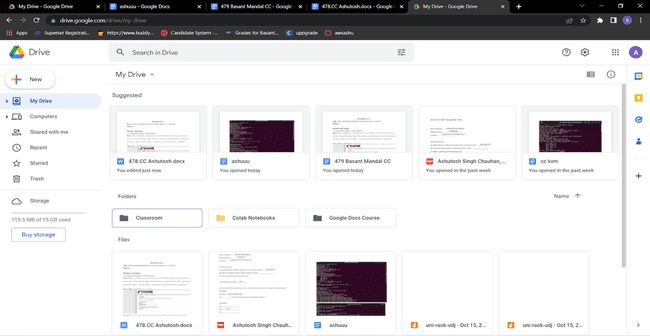 My Drive - Google Drive
ashuuu - Google Docs
479 Basant Mandal CC - Google
478.CC Ashutosh.docx - Google
My Drive - Google Drive
drive.google.com/drive/my-drive
Apps
Superset Registratio...
https://www.buddy...
Candidate System -...
Grades for Basant...
uppgrade
awnashu
Drive
Search in Drive
A
New
My Drive
My Drive
Computers
Shared with me
Recent
Starred
Trash
Storage
115.5 MB of 15 GB used
Buy storage
Suggested
478.CC Ashutosh.docx
You edited just now
ashuuu
You opened today
479 Basant Mandal CC
You opened today
Ashutosh Singh Chauhan_...
You opened in the past week
cc kvm
You opened in the past week
Folders
Name
Classroom
Colab Notebooks
Google Docs Course
Files
478.CC Ashutosh.docx
Ashutosh Singh Chauh...
ashuuu
uni-raok-udj - Oct 15, 2...
uni-raok-udj - Oct 15, 2...